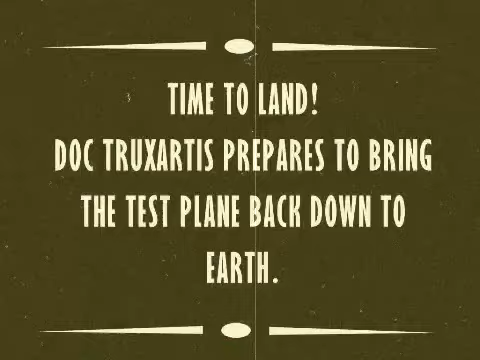 TIME TO LAND!
DOC TRUXARTIS PREPARES TO BRING
THE TEST PLANE BACK DOWN TO
EARTH.